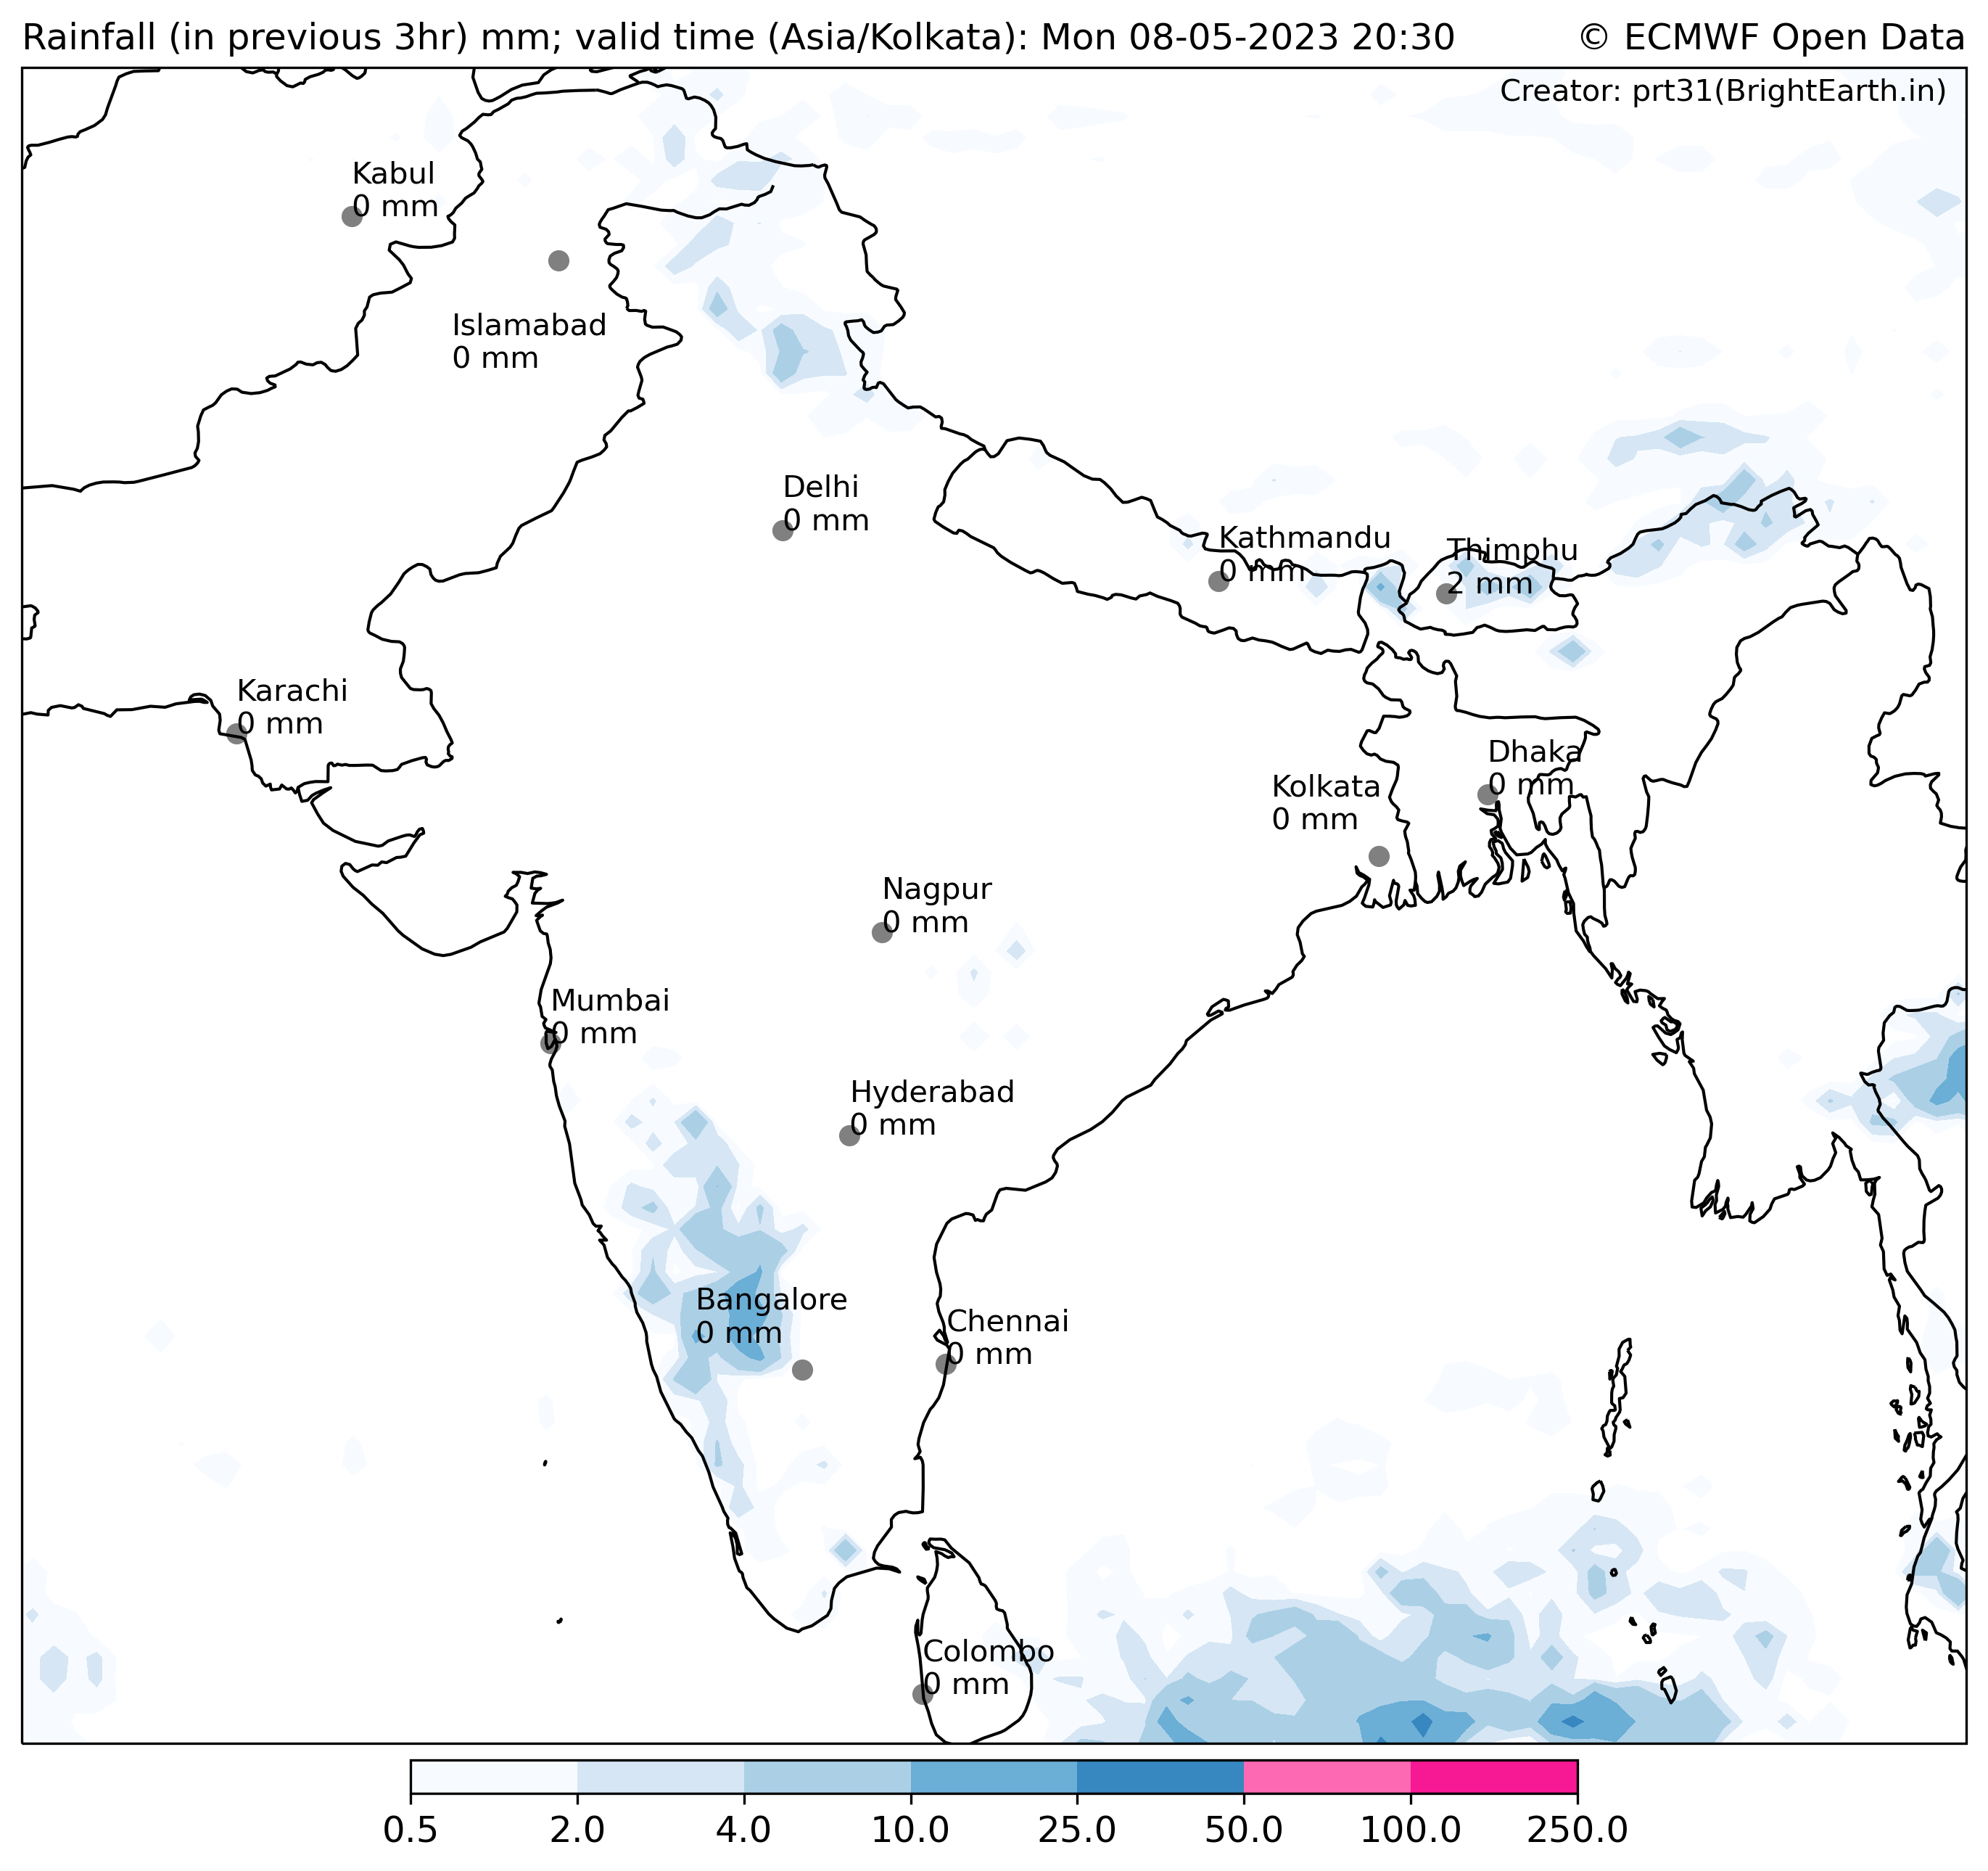 Rainfall (in previous 3hr) mm; valid time (Asia/Kolkata): Mon 08-05-2023 20:30
© ECMWF Open Data
Creator: prt31(BrightEarth.in)
Kabul
0 mm
Islamabad
0 mm
Delhi
0 mm
Kathmandu
0 mm
Thimphu
2 mm
Karachi
0 mm
Dhaka
0 mm
Kolkata
0 mm
Nagpur
0 mm
Mumbai
0 mm
Hyderabad
0 mm
Bangalore
0 mm
Chennai
0 mm
Colombo
0 mm
0.5 2.0 4.0 10.0 25.0 50.0 100.0 250.0